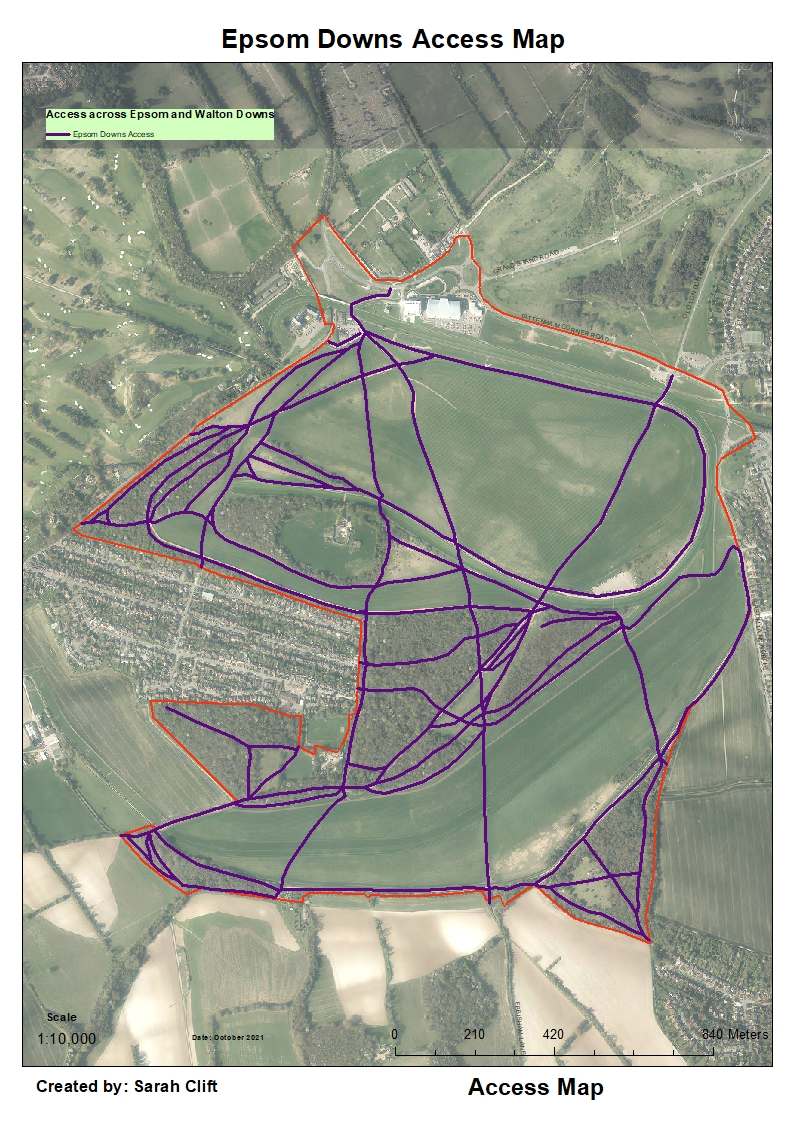 Epsom Downs Access Map
Access across Epsom and Walton Downs
Epsom Downs Access
GRANDSTAND ROAD
TATTENHAM CORNER ROAD
Scale
1:10,000
Date: October 2021
0 210 420 840 Meters
Created by: Sarah Clift
Access Map